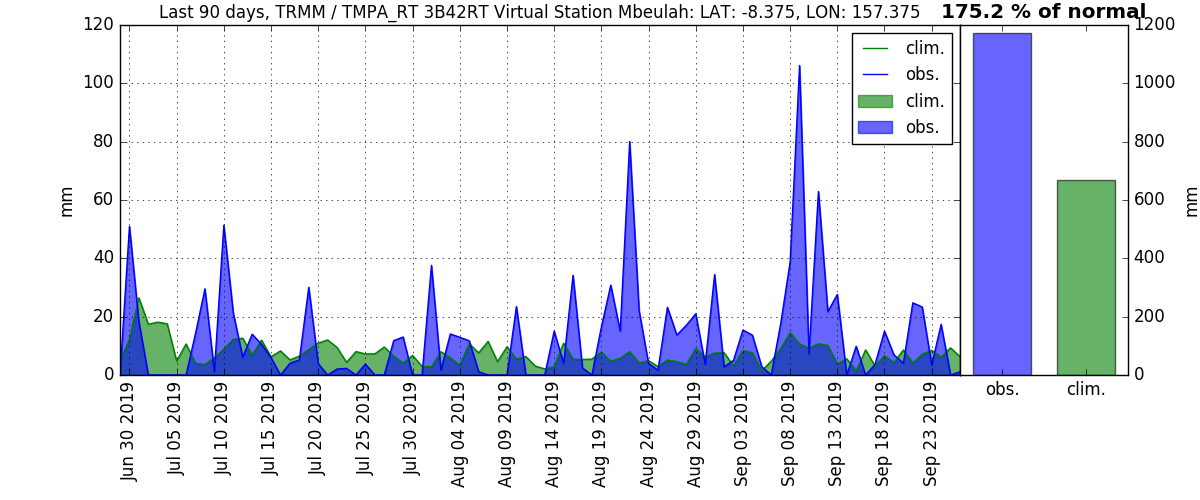 Last 90 days, TRMM / TMPA_RT 3B42RT Virtual Station Mbeulah: LAT: -8.375, LON: 157.375
175.2 % of normal
120
100
80
60
40
20
0
mm
clim.
obs.
clim.
obs.
1200
1000
800
600
400
200
0
mm
Jun 30 2019
Jul 05 2019
Jul 10 2019
Jul 15 2019
Jul 20 2019
Jul 25 2019
Jul 30 2019
Aug 04 2019
Aug 09 2019
Aug 14 2019
Aug 19 2019
Aug 24 2019
Aug 29 2019
Sep 03 2019
Sep 08 2019
Sep 13 2019
Sep 18 2019
Sep 23 2019
obs.
clim.